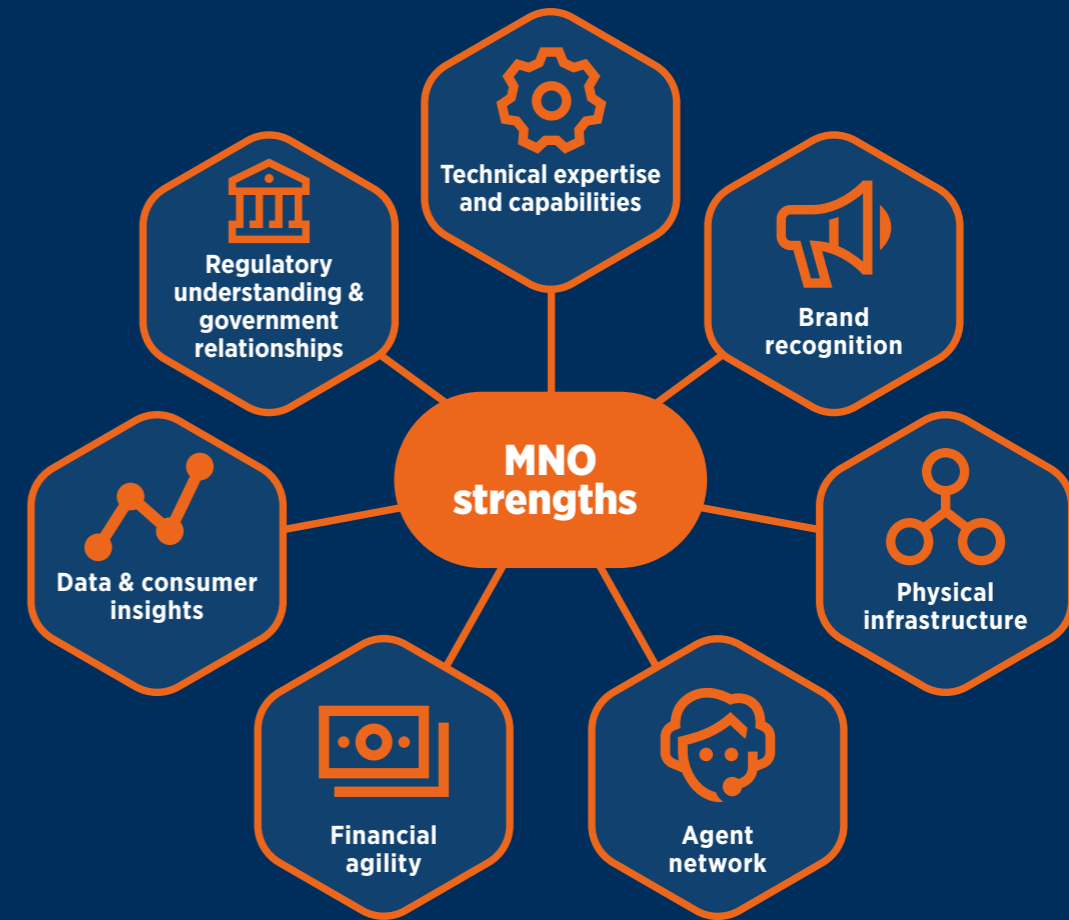 Technical expertise
and capabilities
Regulatory
understanding &
government
relationships
Brand
recognition
MNO
strengths
Data & consumer
insights
Physical
infrastructure
Financial
agility
Agent
network